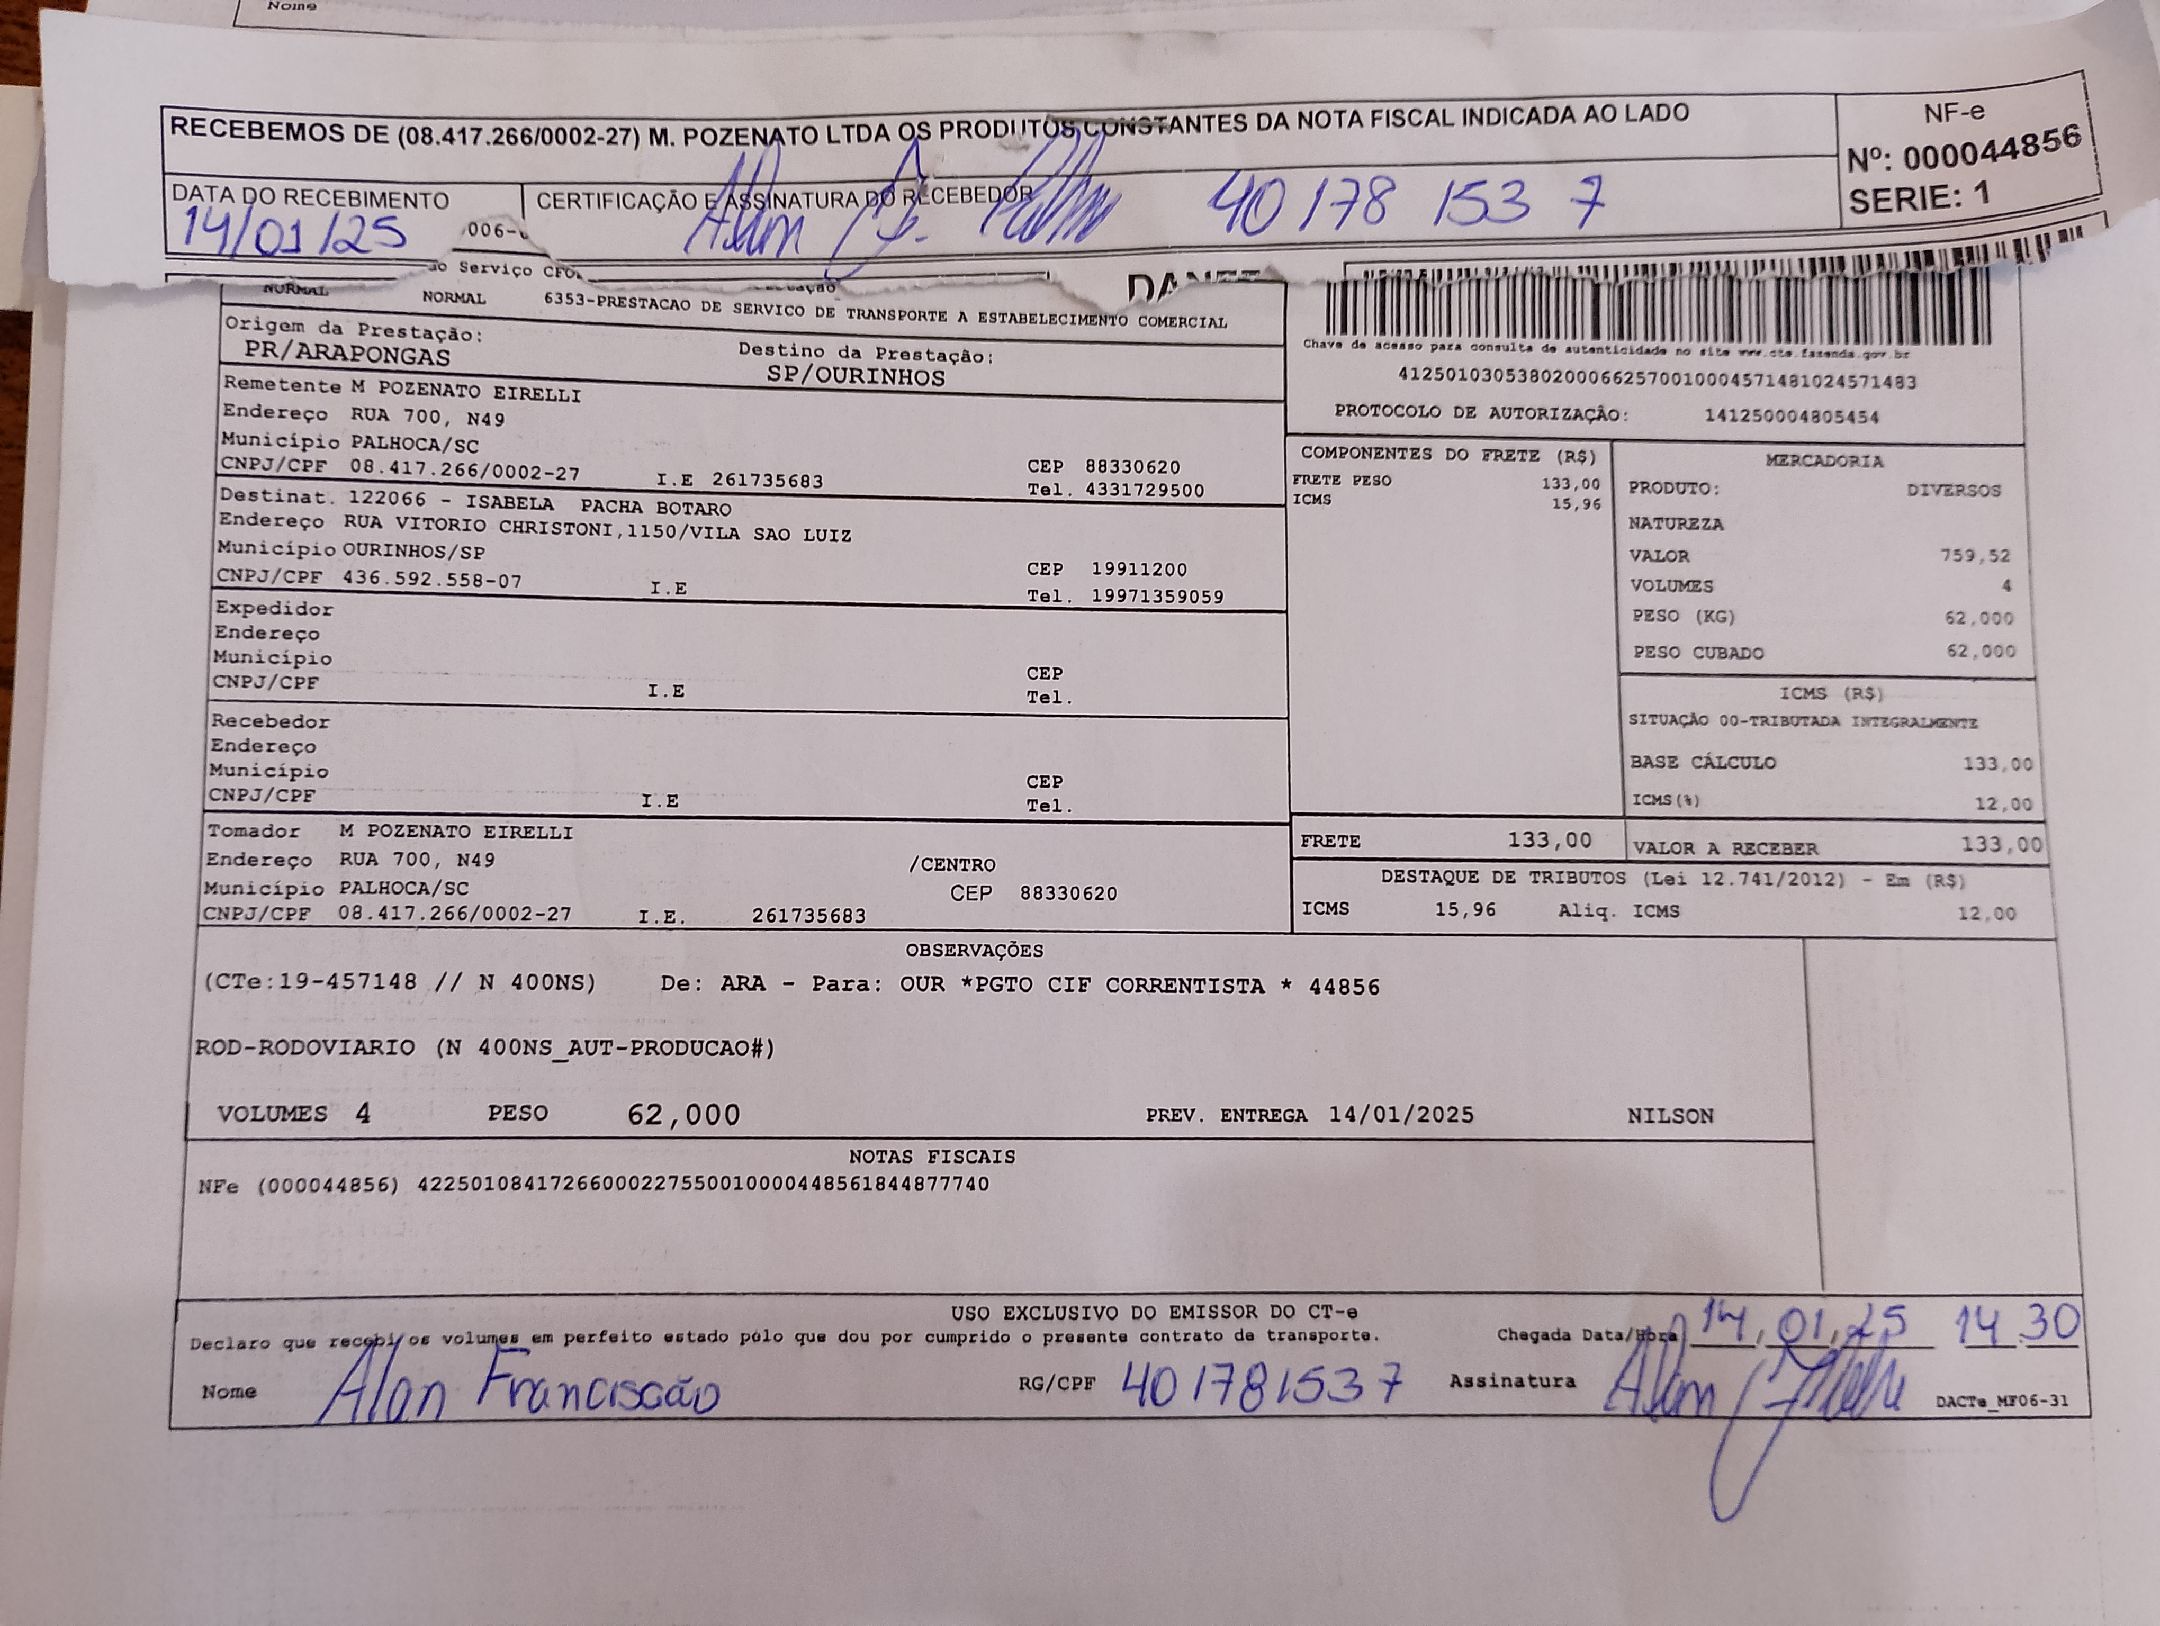 Nome
RECEBEMOS DE (08.417.266/0002-27) M. POZENATO LTDA OS PRODUTOS CONSTANTES DA NOTA FISCAL INDICADA AO LADO
NF-e
Nº: 000044856
SERIE: 1
DATA DO RECEBIMENTO
14/01/25
CERTIFICAÇÃO E ASSINATURA DO RECEBEDOR
Alan 40178 153 7
006-
do Serviço CFO
NORMAL NORMAL 6353-PRESTACAO DE SERVICO DE TRANSPORTE A ESTABELECIMENTO COMERCIAL
Origem da Prestação:
PR/ARAPONGAS
Destino da Prestação:
SP/OURINHOS
Chave de acesso para consulta de autenticidade no site www.cte.fazenda.gov.br
41250103053802000662570010004571481024571483
PROTOCOLO DE AUTORIZAÇÃO: 141250004805454
Remetente M POZENATO EIRELLI
Endereço RUA 700, N49
Município PALHOCA/SC
CNPJ/CPF 08.417.266/0002-27 I.E 261735683
CEP 88330620
Tel. 4331729500
Destinat. 122066 - ISABELA PACHA BOTARO
Endereço RUA VITORIO CHRISTONI,1150/VILA SAO LUIZ
Município OURINHOS/SP
CNPJ/CPF 436.592.558-07 I.E
CEP 19911200
Tel. 19971359059
Expedidor
Endereço
Município
CNPJ/CPF I.E
CEP
Tel.
Recebedor
Endereço
Município
CNPJ/CPF I.E
CEP
Tel.
Tomador M POZENATO EIRELLI
Endereço RUA 700, N49 /CENTRO
Município PALHOCA/SC CEP 88330620
CNPJ/CPF 08.417.266/0002-27 I.E. 261735683
COMPONENTES DO FRETE (R$)
FRETE PESO 133,00
ICMS 15,96
MERCADORIA
PRODUTO: DIVERSOS
NATUREZA
VALOR 759,52
VOLUMES 4
PESO (KG) 62,000
PESO CUBADO 62,000
ICMS (R$)
SITUAÇÃO 00-TRIBUTADA INTEGRALMENTE
BASE CÁLCULO 133,00
ICMS(%) 12,00
FRETE 133,00
VALOR A RECEBER 133,00
DESTAQUE DE TRIBUTOS (Lei 12.741/2012) - Em (R$)
ICMS 15,96 Aliq. ICMS 12,00
OBSERVAÇÕES
(CTe:19-457148 // N 400NS) De: ARA - Para: OUR *PGTO CIF CORRENTISTA * 44856
ROD-RODOVIARIO (N 400NS_AUT-PRODUCAO#)
VOLUMES 4 PESO 62,000 PREV. ENTREGA 14/01/2025 NILSON
NOTAS FISCAIS
NFe (000044856) 42250108417266000227550010000448561844877740
USO EXCLUSIVO DO EMISSOR DO CT-e
Declaro que recebi os volumes em perfeito estado pelo que dou por cumprido o presente contrato de transporte.
Chegada Data/Hora 14,01,25 14 30
Nome Alan Franciscão RG/CPF 401781537 Assinatura Alan
DACTe_MF06-31